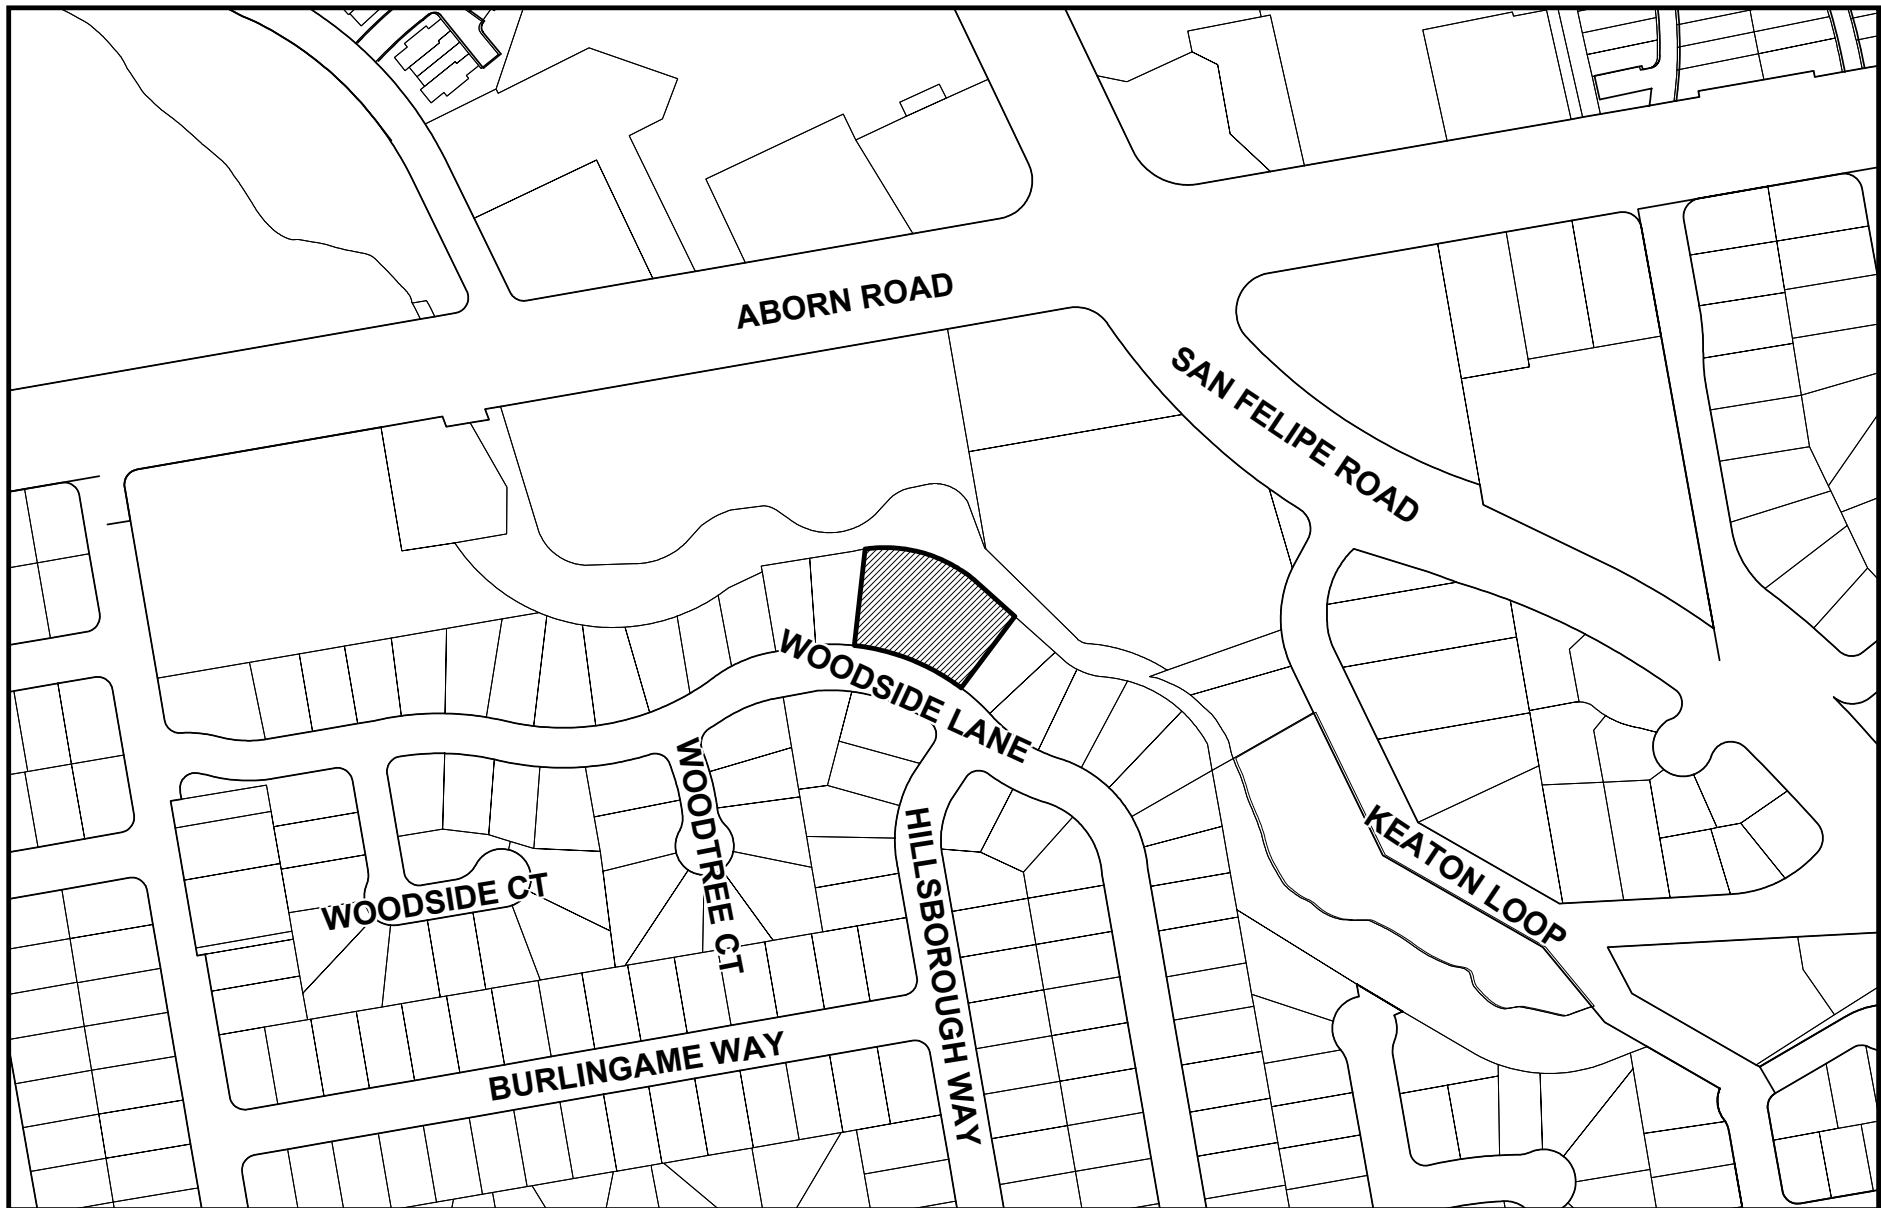 ABORN ROAD
SAN FELIPE ROAD
WOODSIDE LANE
WOODTREE CT
HILLSBOROUGH WAY
KEATON LOOP
WOODSIDE CT
BURLINGAME WAY